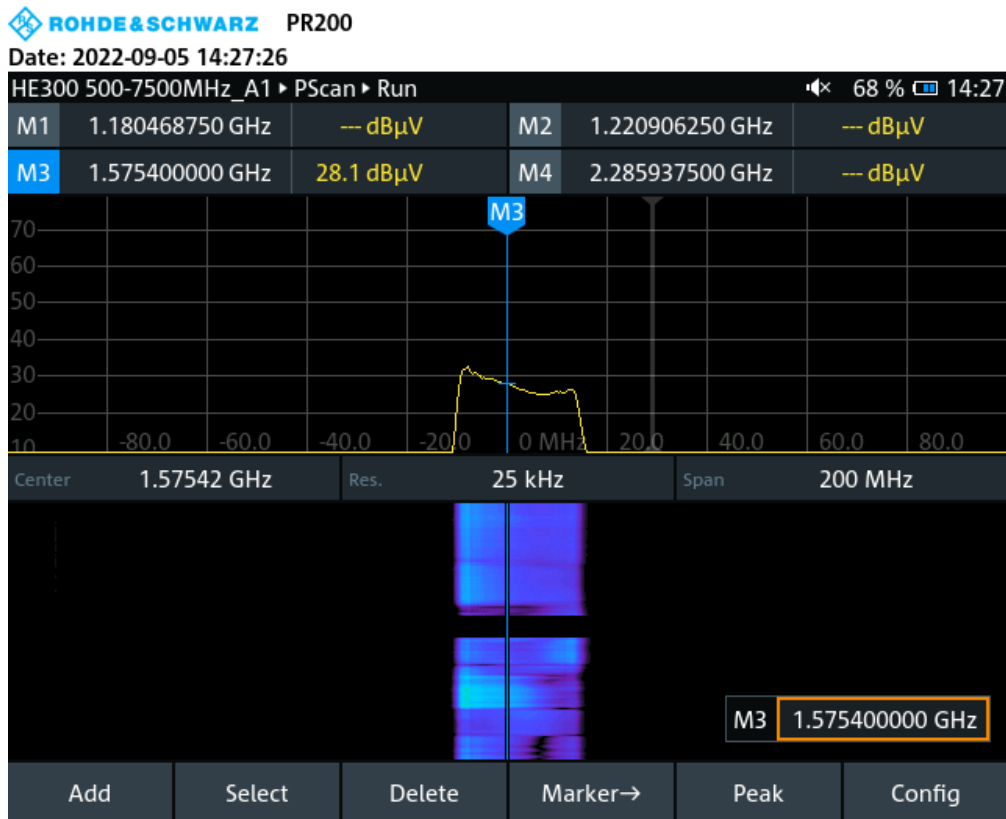 ROHDE&SCHWARZ PR200
Date: 2022-09-05 14:27:26
HE300 500-7500MHz_A1 ▸ PScan ▸ Run 68 % 14:27
M1 1.180468750 GHz --- dBµV M2 1.220906250 GHz --- dBµV
M3 1.575400000 GHz 28.1 dBµV M4 2.285937500 GHz --- dBµV
M3
70
60
50
40
30
20
10 -80.0 -60.0 -40.0 -20.0 0 MHz 20.0 40.0 60.0 80.0
Center 1.57542 GHz Res. 25 kHz Span 200 MHz
M3 1.575400000 GHz
Add Select Delete Marker→ Peak Config